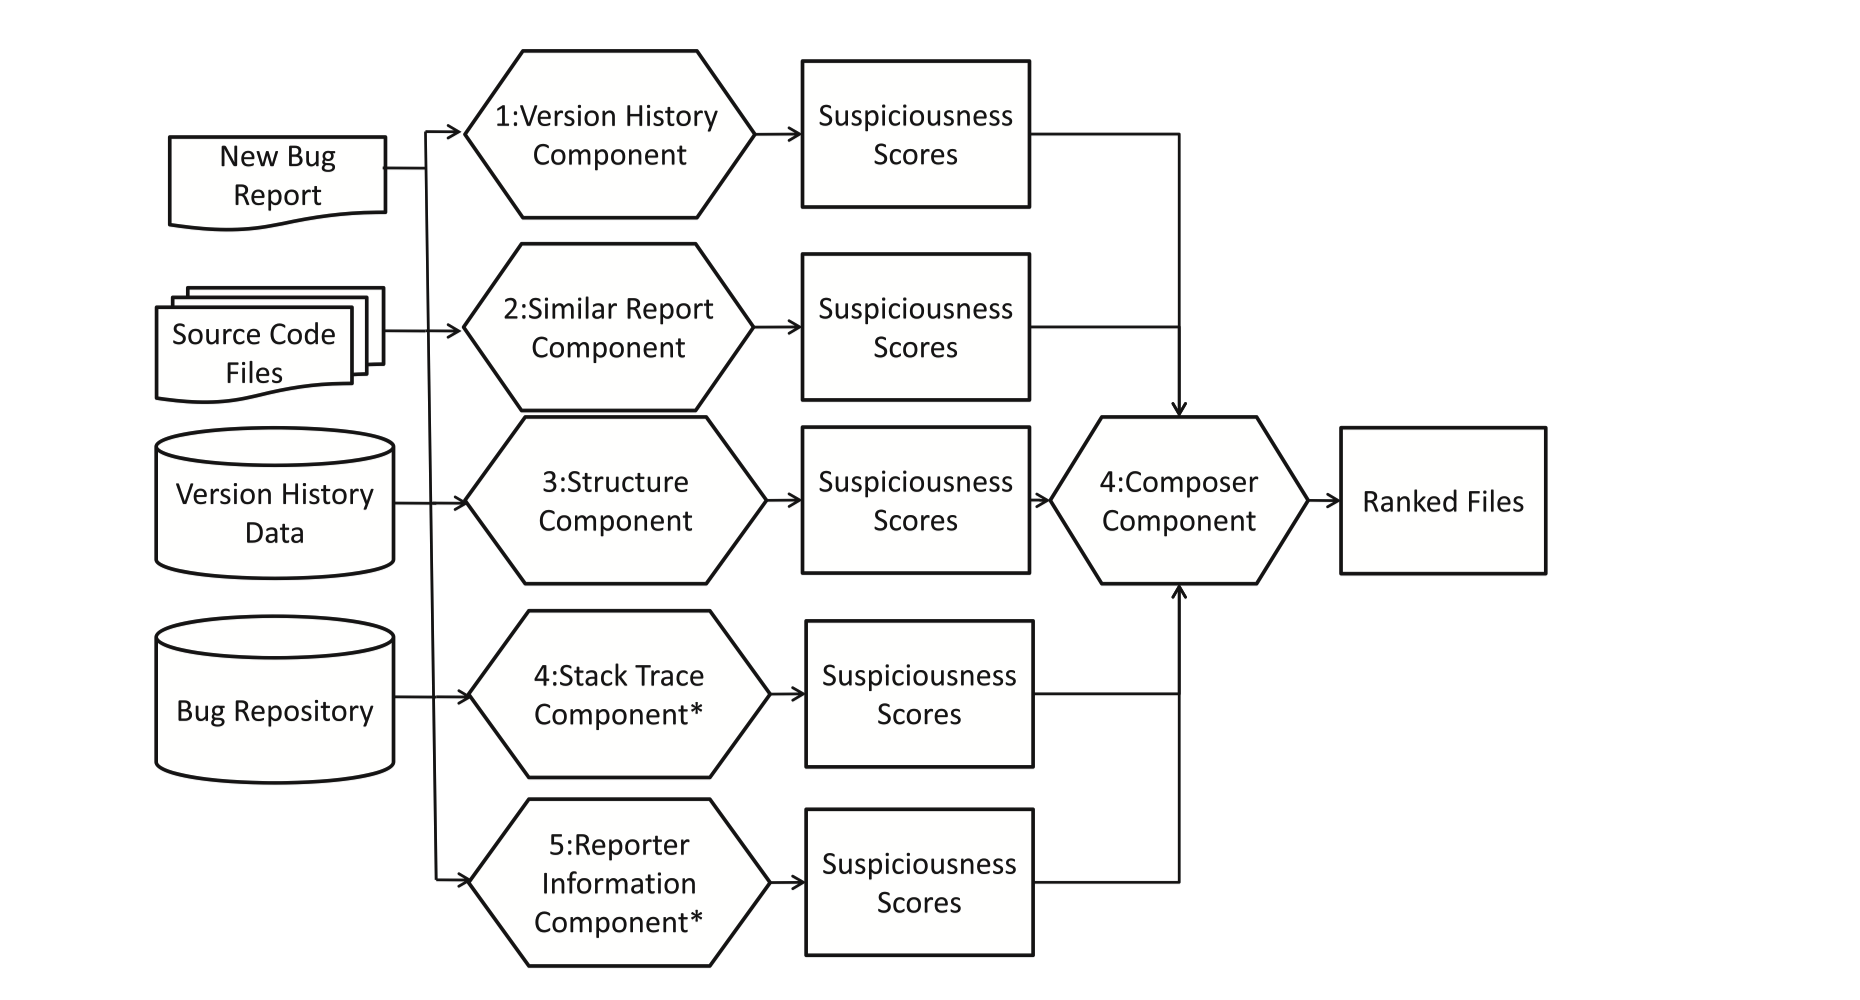 New Bug
Report
Source Code
Files
Version History
Data
Bug Repository
1:Version History
Component
2:Similar Report
Component
3:Structure
Component
4:Stack Trace
Component*
5:Reporter
Information
Component*
Suspiciousness
Scores
Suspiciousness
Scores
Suspiciousness
Scores
Suspiciousness
Scores
Suspiciousness
Scores
4:Composer
Component
Ranked Files